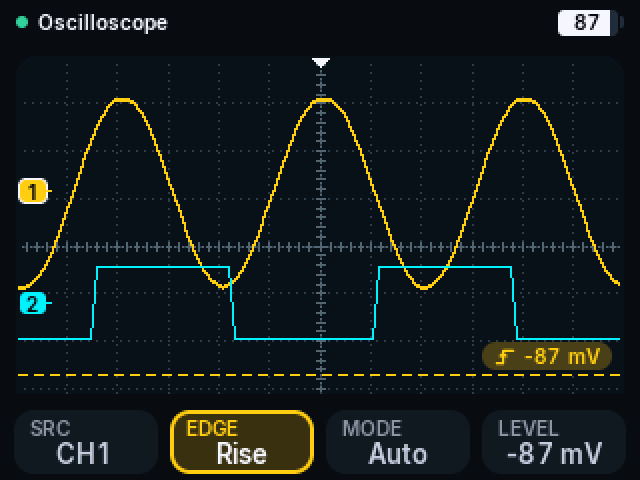 Oscilloscope
87
1
2
-87 mV
SRC
CH1
EDGE
Rise
MODE
Auto
LEVEL
-87 mV